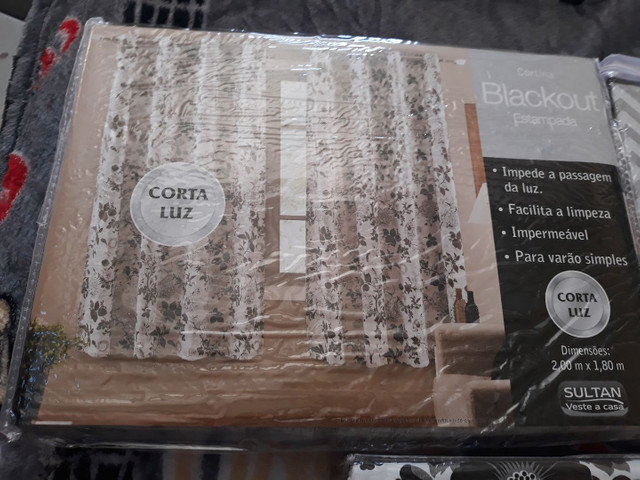 Cortina
Blackout
Estampada
CORTA
LUZ
• Impede a passagem
da luz.
• Facilita a limpeza
• Impermeável
• Para varão simples
CORTA
LUZ
Dimensões:
2,00 m x 1,80 m
SULTAN
Veste a casa